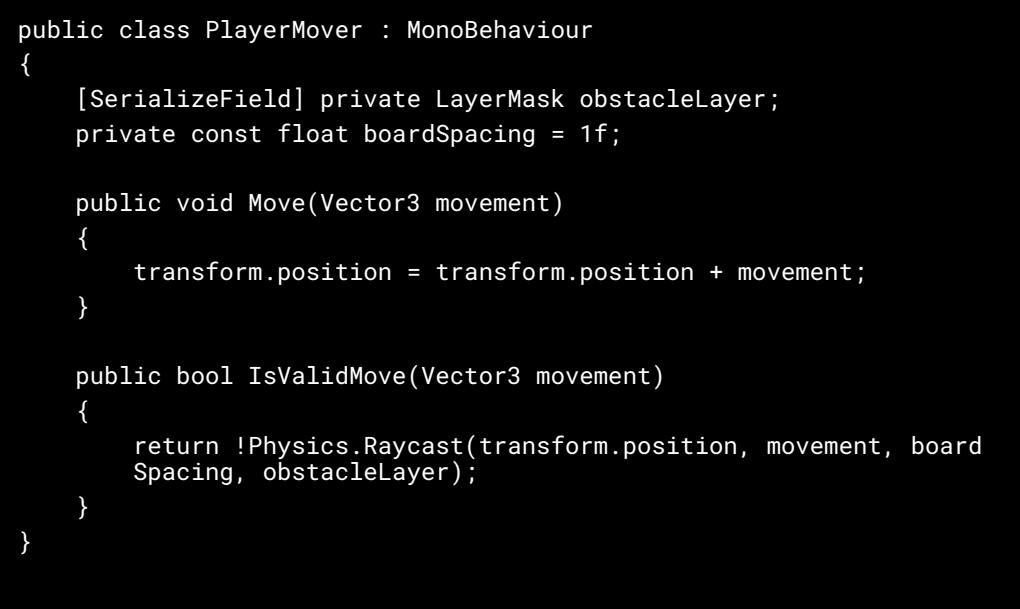 public class PlayerMover : MonoBehaviour
{
    [SerializeField] private LayerMask obstacleLayer;
    private const float boardSpacing = 1f;

    public void Move(Vector3 movement)
    {
        transform.position = transform.position + movement;
    }

    public bool IsValidMove(Vector3 movement)
    {
        return !Physics.Raycast(transform.position, movement, board
        Spacing, obstacleLayer);
    }
}